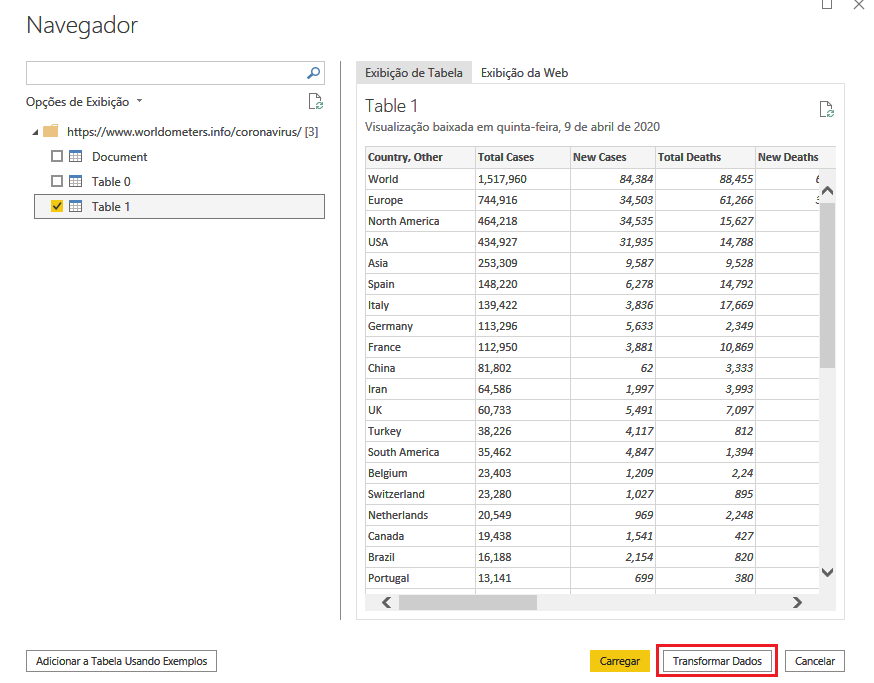 Navegador
Opções de Exibição
https://www.worldometers.info/coronavirus/ [3]
Document
Table 0
Table 1
Exibição de Tabela Exibição da Web
Table 1
Visualização baixada em quinta-feira, 9 de abril de 2020
Country, Other Total Cases New Cases Total Deaths New Deaths
World 1,517,960 84,384 88,455
Europe 744,916 34,503 61,266
North America 464,218 34,535 15,627
USA 434,927 31,935 14,788
Asia 253,309 9,587 9,528
Spain 148,220 6,278 14,792
Italy 139,422 3,836 17,669
Germany 113,296 5,633 2,349
France 112,950 3,881 10,869
China 81,802 62 3,333
Iran 64,586 1,997 3,993
UK 60,733 5,491 7,097
Turkey 38,226 4,117 812
South America 35,462 4,847 1,394
Belgium 23,403 1,209 2,24
Switzerland 23,280 1,027 895
Netherlands 20,549 969 2,248
Canada 19,438 1,541 427
Brazil 16,188 2,154 820
Portugal 13,141 699 380
Adicionar a Tabela Usando Exemplos Carregar Transformar Dados Cancelar